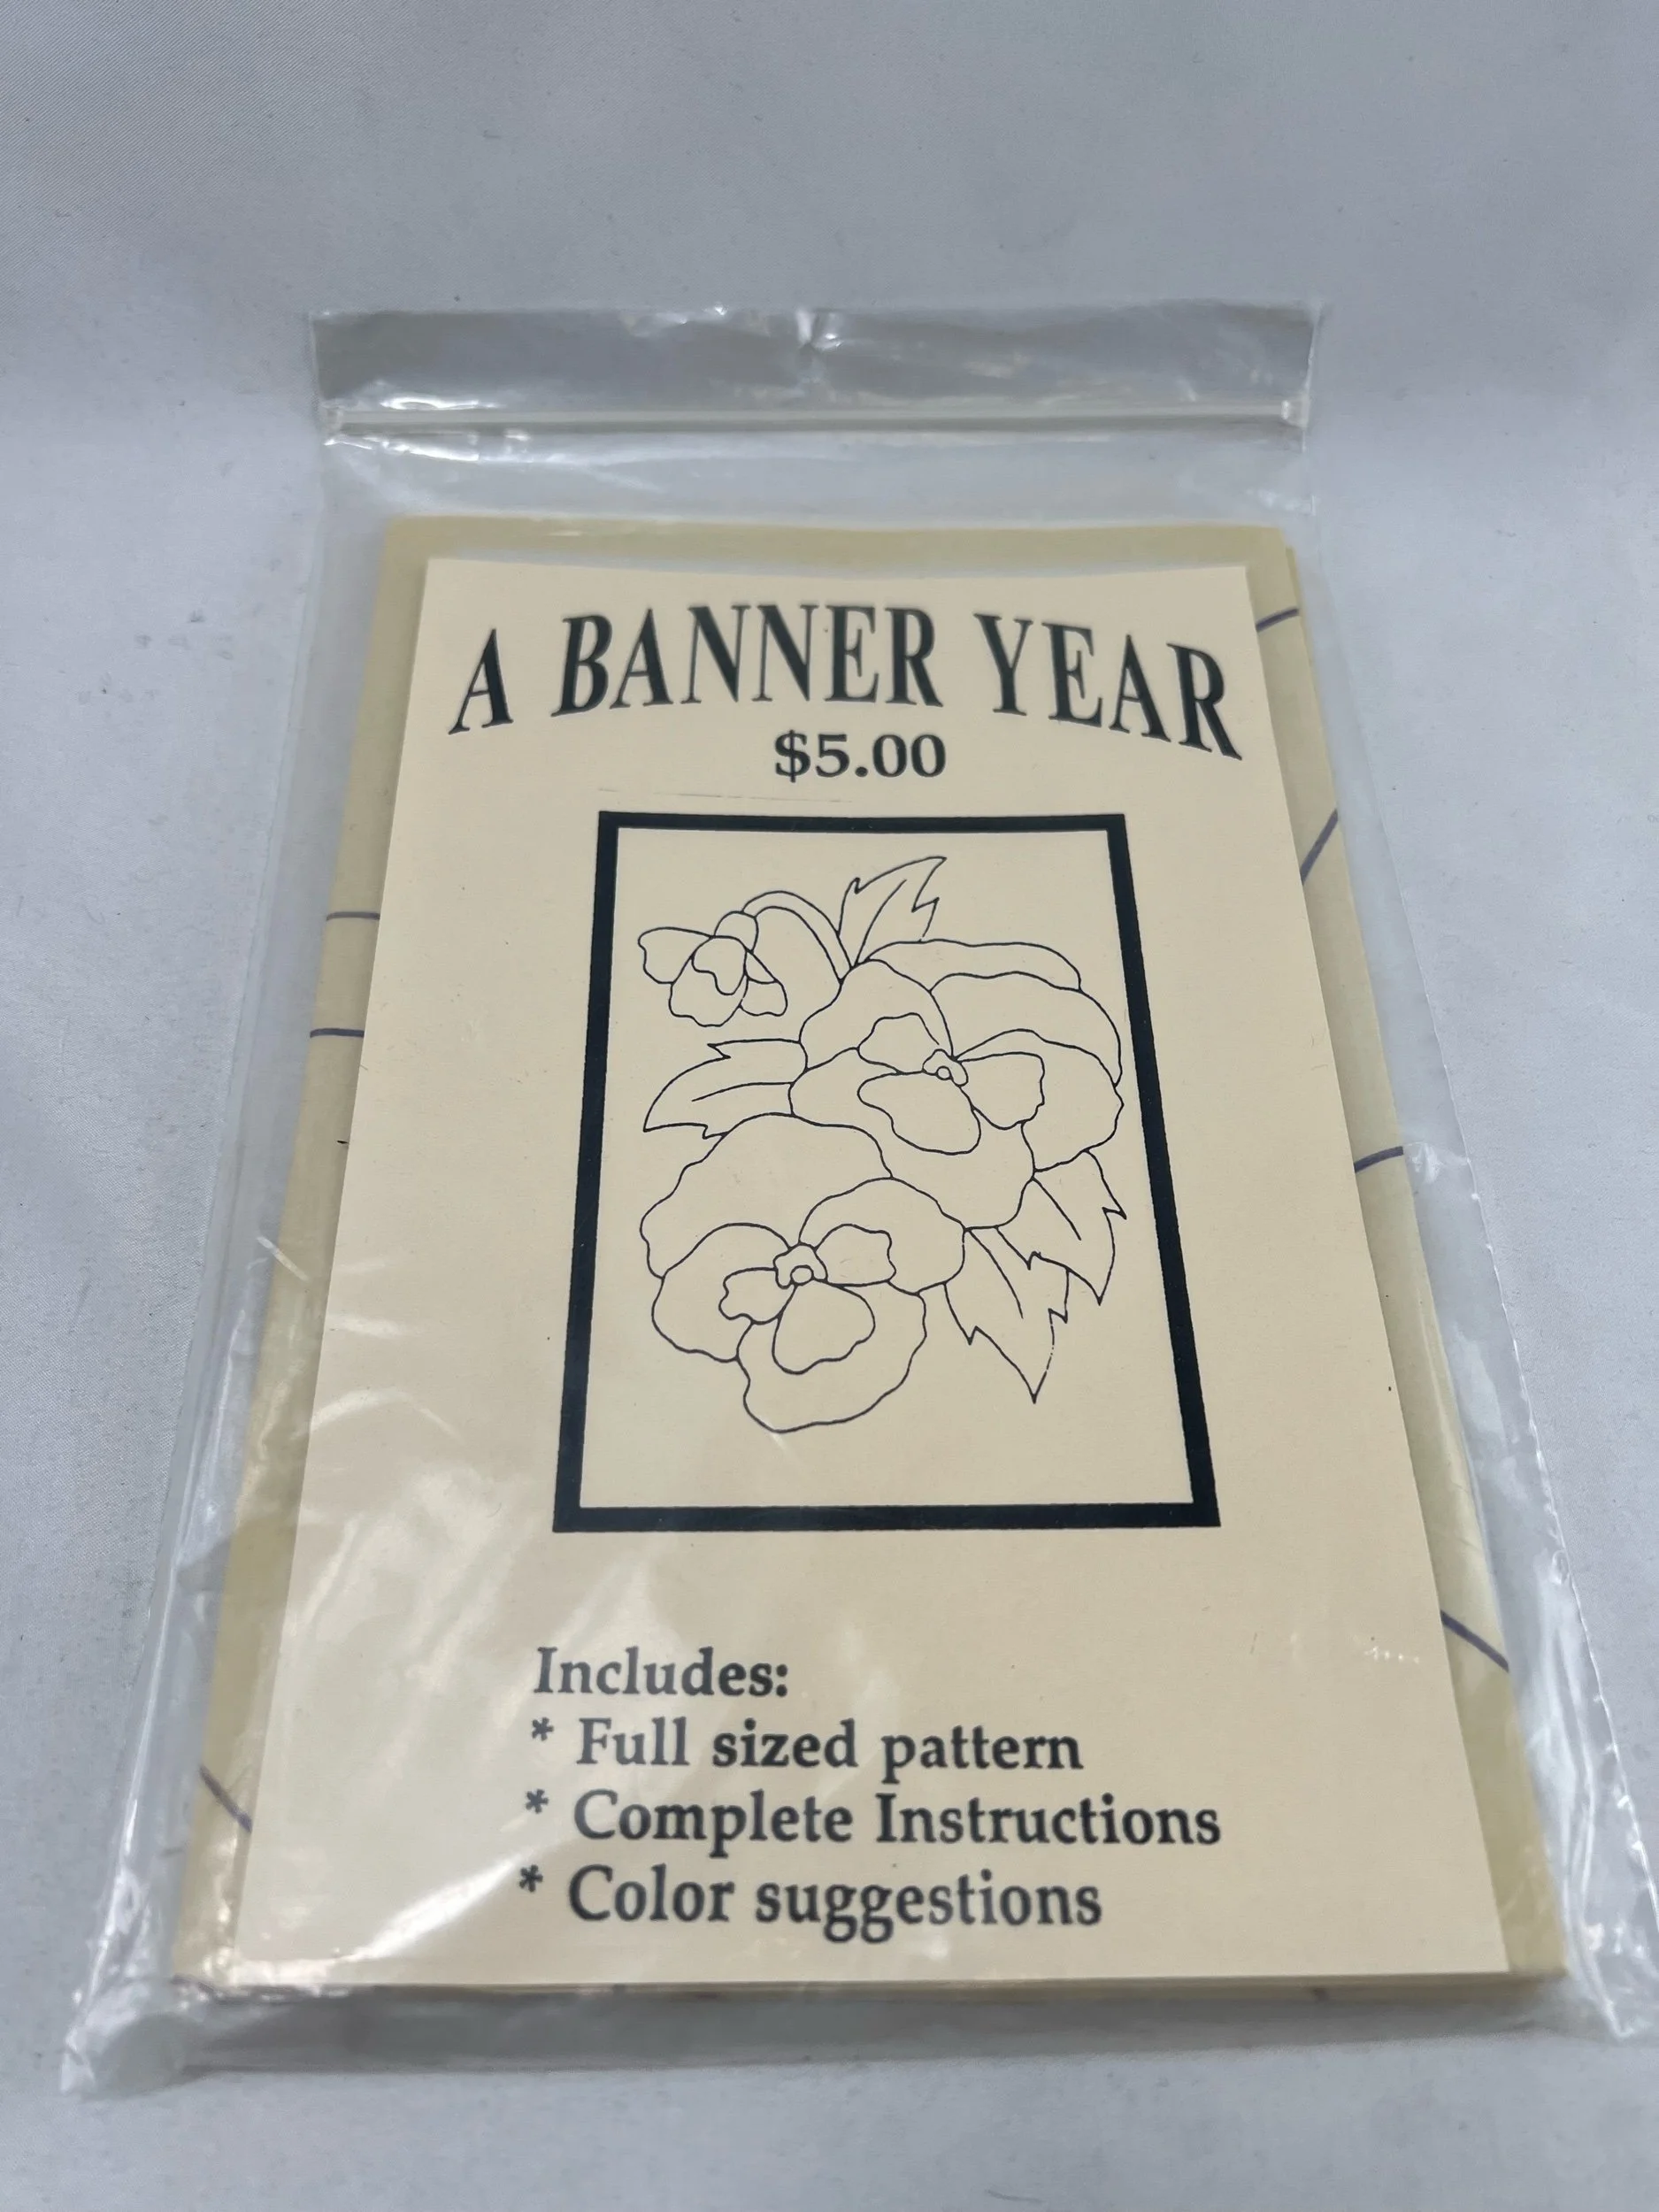 A BANNER YEAR
$5.00
Includes:
* Full sized pattern
* Complete Instructions
* Color suggestions